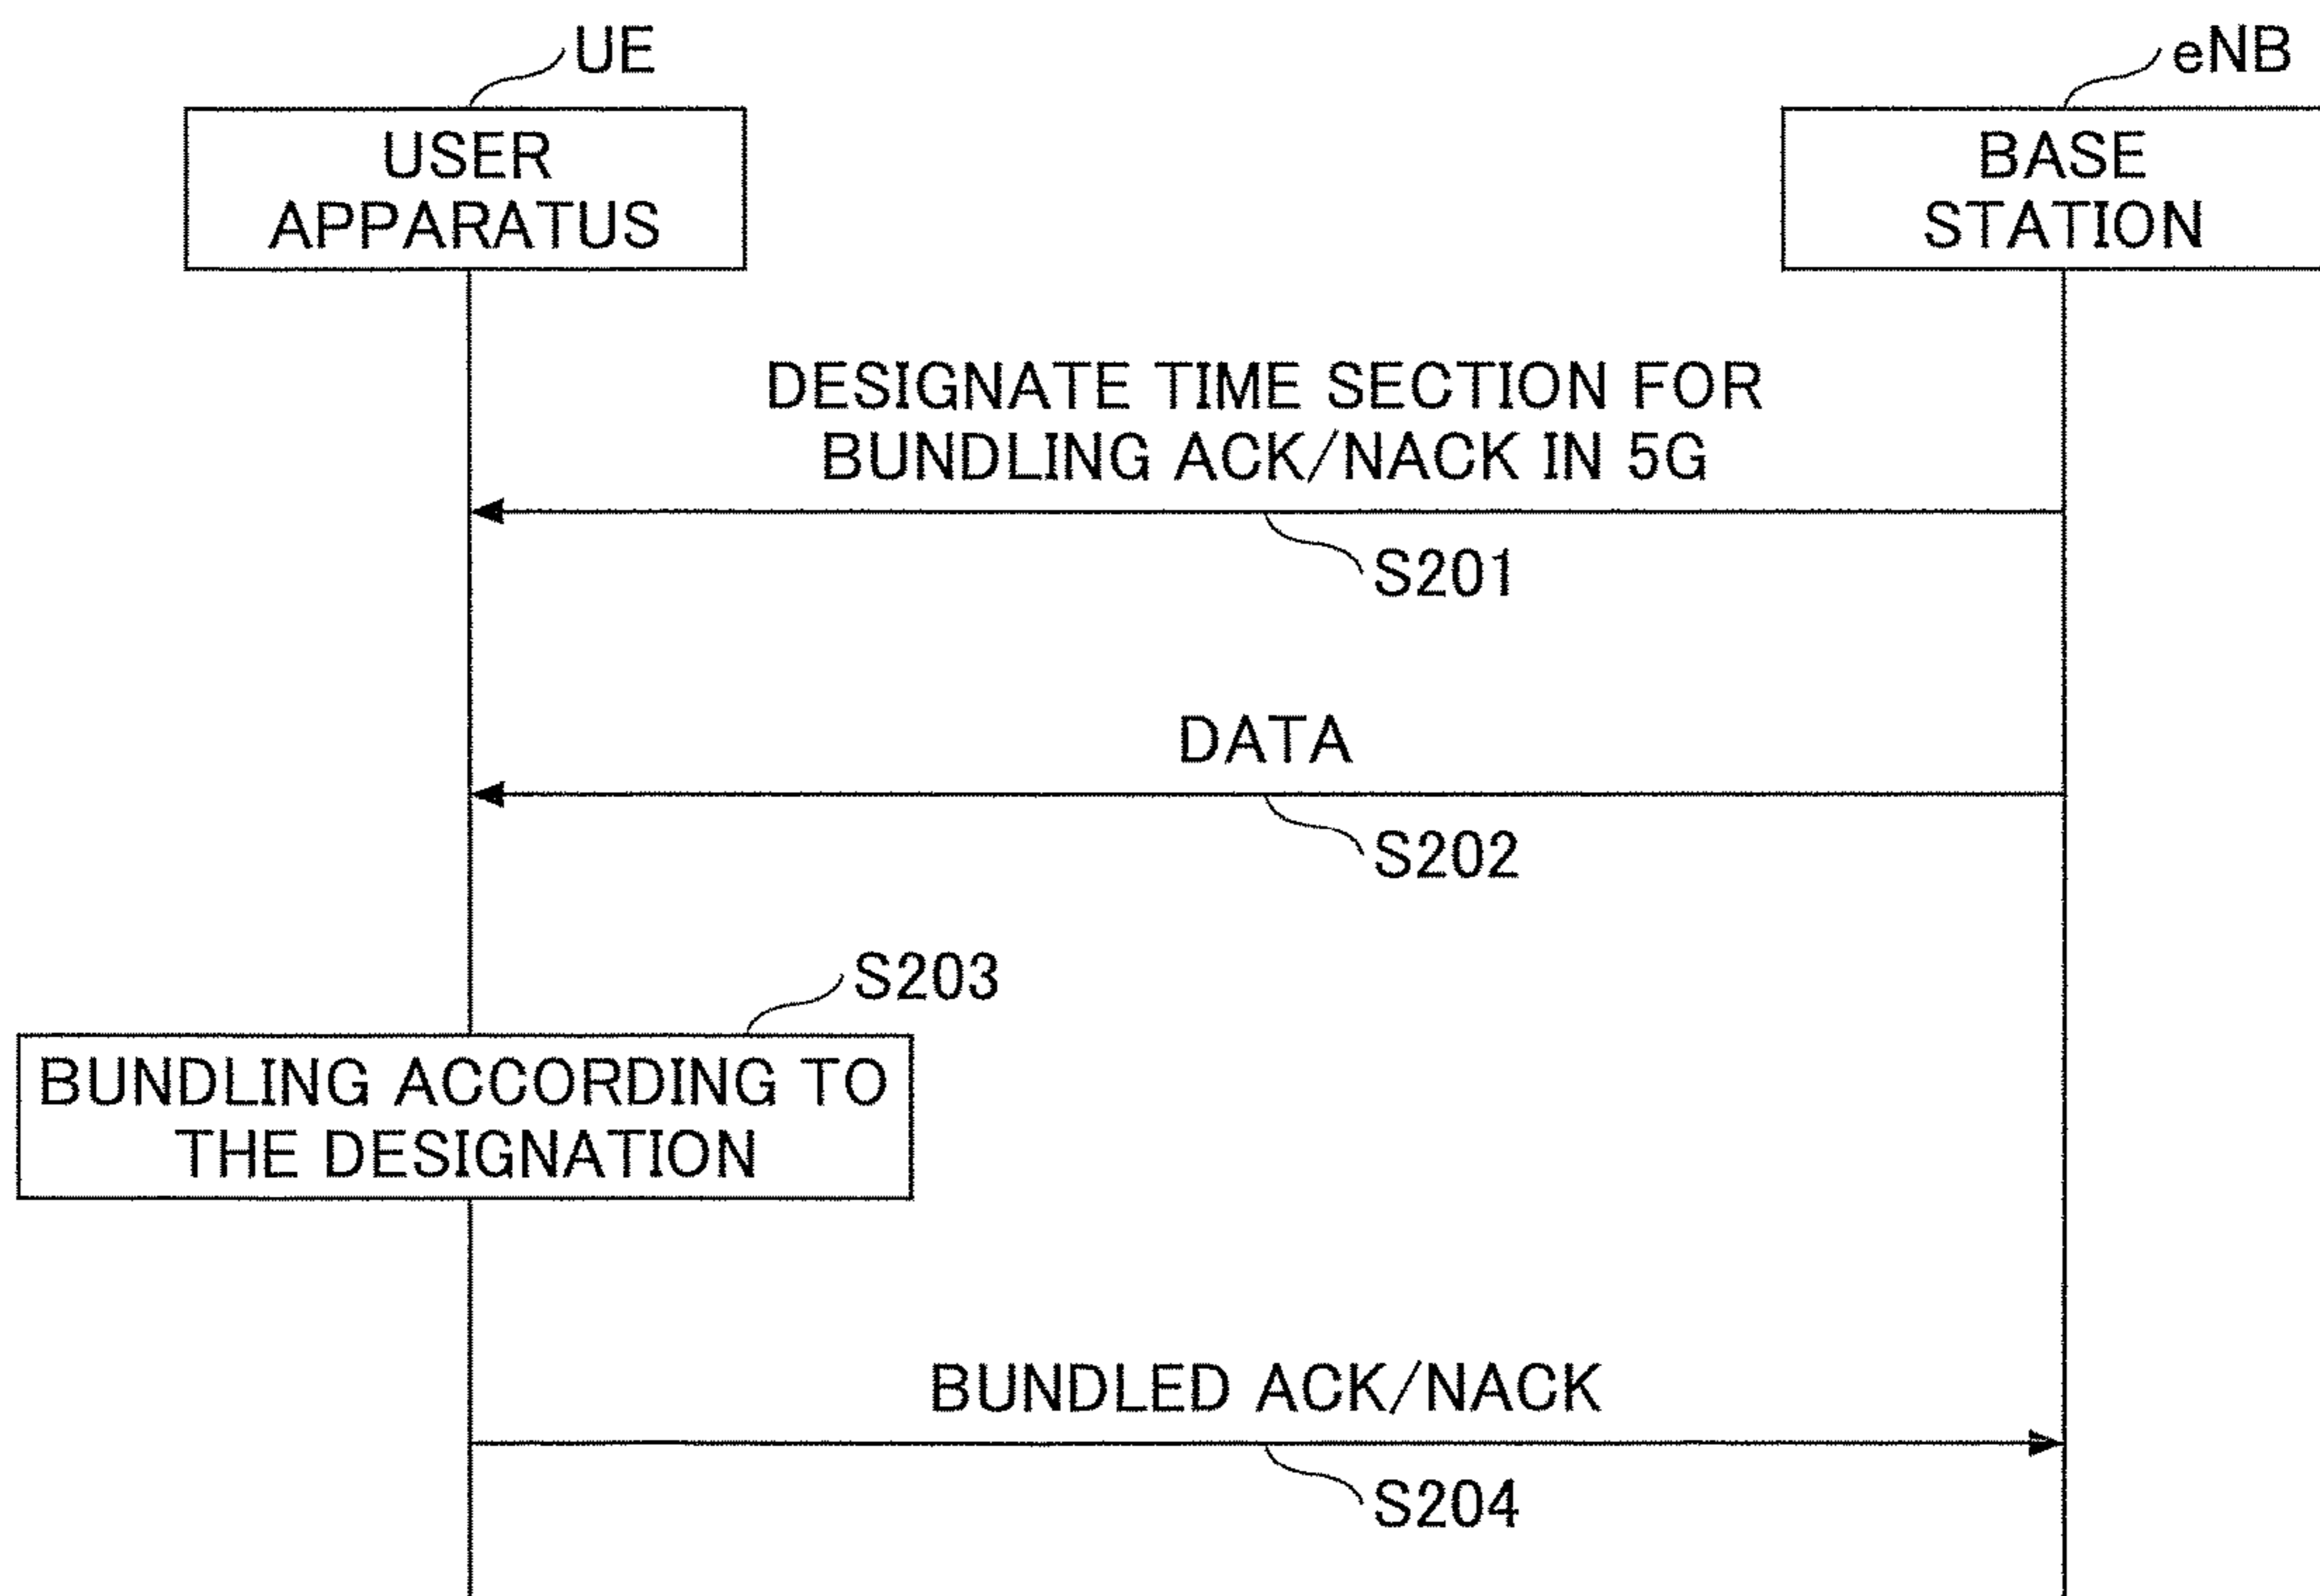 UE
eNB
USER
APPARATUS
BASE
STATION
DESIGNATE TIME SECTION FOR
BUNDLING ACK/NACK IN 5G
S201
DATA
S202
S203
BUNDLING ACCORDING TO
THE DESIGNATION
BUNDLED ACK/NACK
S204